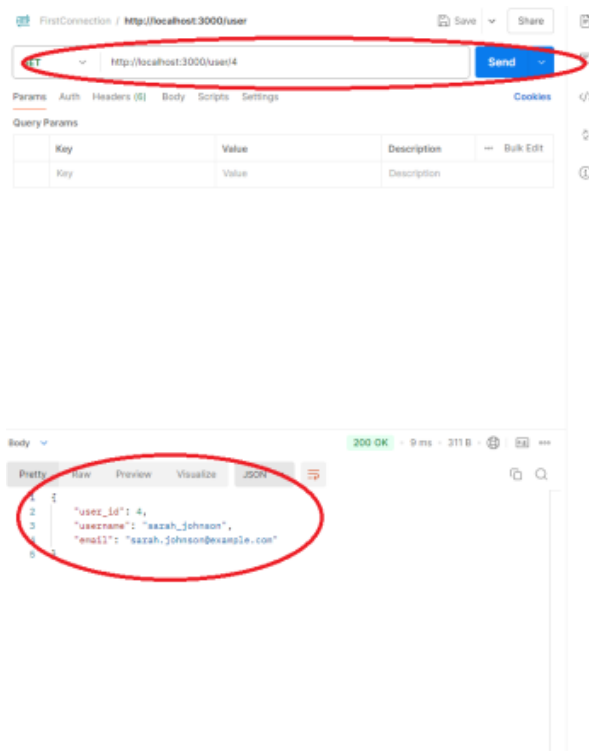 FirstConnection / http://localhost:3000/user
Save
Share
GET
http://localhost:3000/user/4
Send
Params Auth Headers (6) Body Scripts Settings
Cookies
Query Params
Key Value Description ••• Bulk Edit
Key Value Description
Body
200 OK · 9 ms · 311 B
Pretty Raw Preview Visualize JSON
1 {
2 "user_id": 4,
3 "username": "sarah_johnson",
4 "email": "sarah.johnson@example.com"
5 }